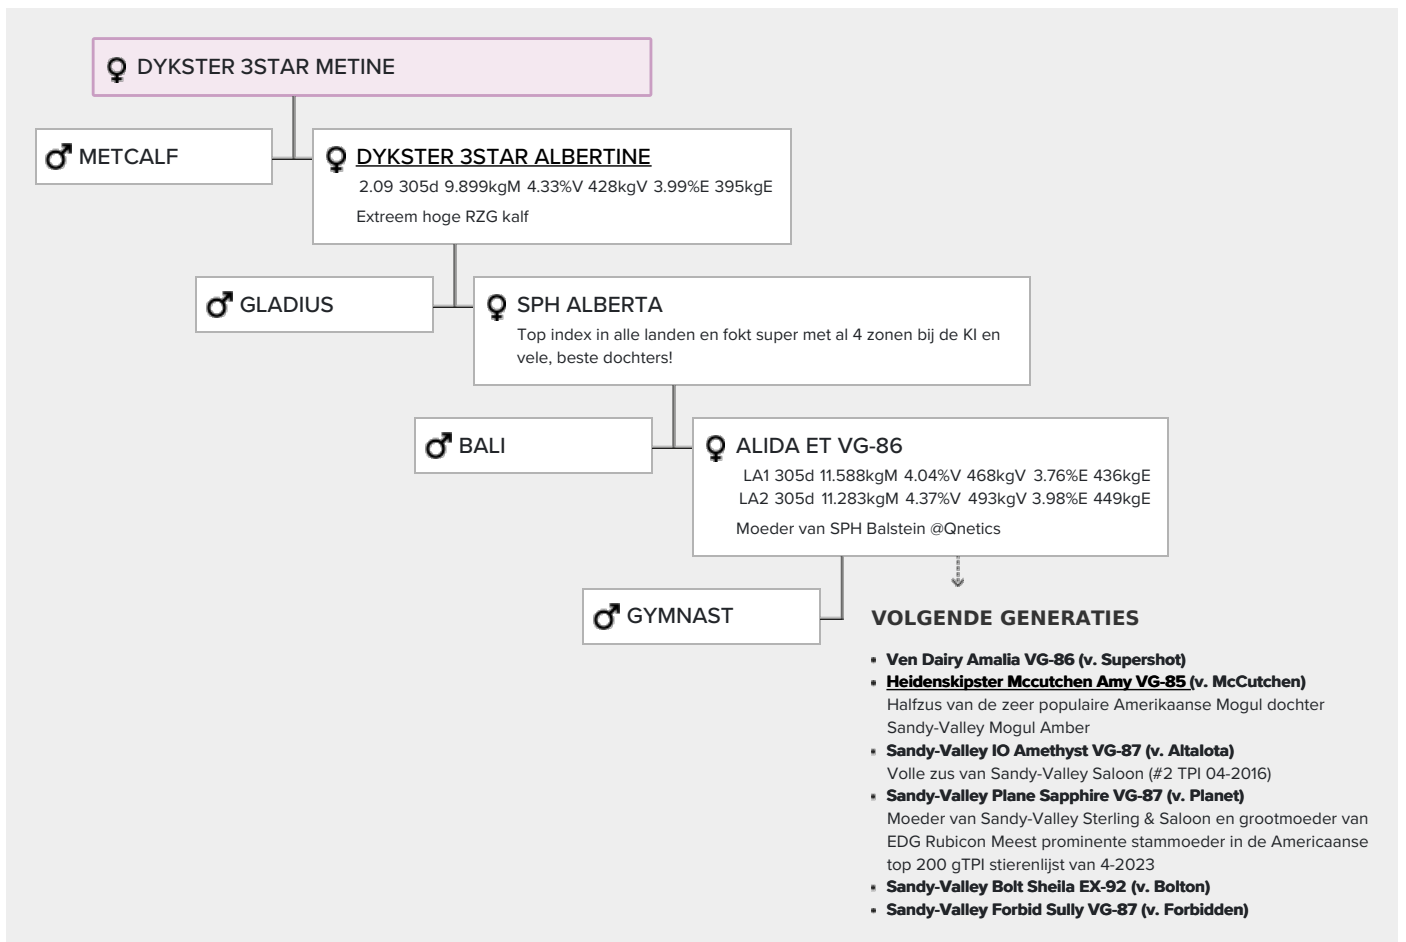 DYKSTER 3STAR METINE
METCALF
DYKSTER 3STAR ALBERTINE
2.09 305d 9.899kgM 4.33%V 428kgV 3.99%E 395kgE
Extreem hoge RZG kalf
GLADIUS
SPH ALBERTA
Top index in alle landen en fokt super met al 4 zonen bij de KI en
vele, beste dochters!
BALI
ALIDA ET VG-86
LA1 305d 11.588kgM 4.04%V 468kgV 3.76%E 436kgE
LA2 305d 11.283kgM 4.37%V 493kgV 3.98%E 449kgE
Moeder van SPH Balstein @Qnetics
GYMNAST
VOLGENDE GENERATIES
Ven Dairy Amalia VG-86 (v. Supershot)
Heidenskipster Mccutchen Amy VG-85 (v. McCutchen)
Halfzus van de zeer populaire Amerikaanse Mogul dochter
Sandy-Valley Mogul Amber
Sandy-Valley IO Amethyst VG-87 (v. AltaIota)
Volle zus van Sandy-Valley Saloon (#2 TPI 04-2016)
Sandy-Valley Plane Sapphire VG-87 (v. Planet)
Moeder van Sandy-Valley Sterling & Saloon en grootmoeder van
EDG Rubicon Meest prominente stammoeder in de Americaanse
top 200 gTPI stierenlijst van 4-2023
Sandy-Valley Bolt Sheila EX-92 (v. Bolton)
Sandy-Valley Forbid Sully VG-87 (v. Forbidden)